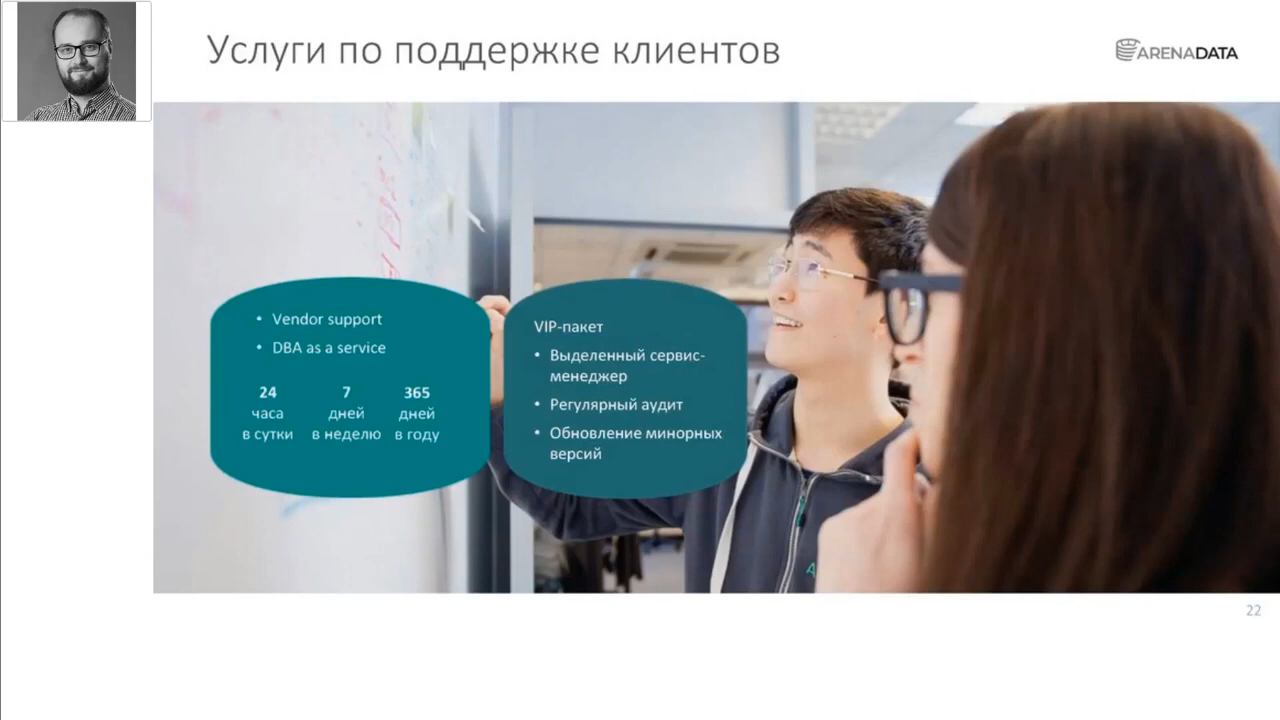 Услуги по поддержке клиентов
ARENADATA
• Vendor support
• DBA as a service
24 7 365
часа дней дней
в сутки в неделю в году
VIP-пакет
• Выделенный сервис-
менеджер
• Регулярный аудит
• Обновление минорных
версий
22